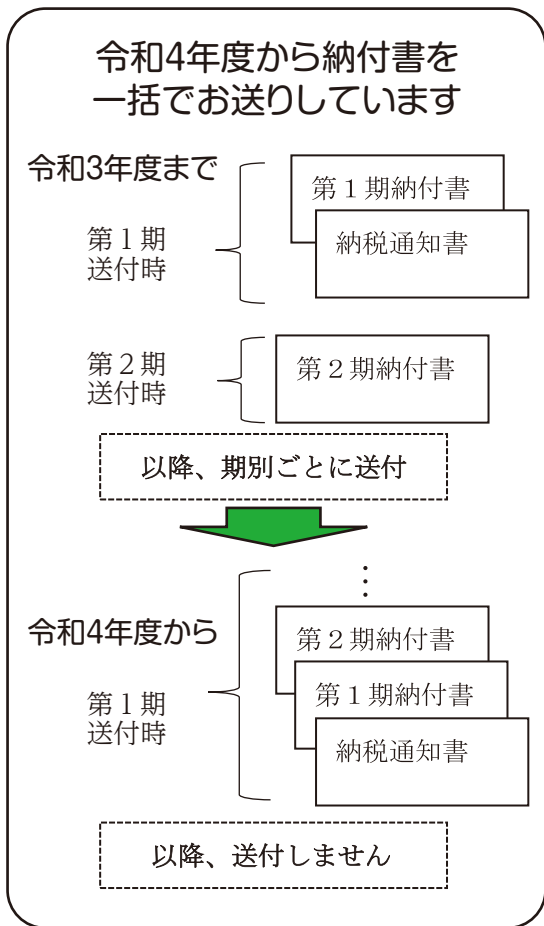 令和4年度から納付書を
一括でお送りしています
令和3年度まで
第１期
送付時
第１期納付書
納税通知書
第２期
送付時
第２期納付書
以降、期別ごとに送付
令和4年度から
第１期
送付時
⋮
第２期納付書
第１期納付書
納税通知書
以降、送付しません